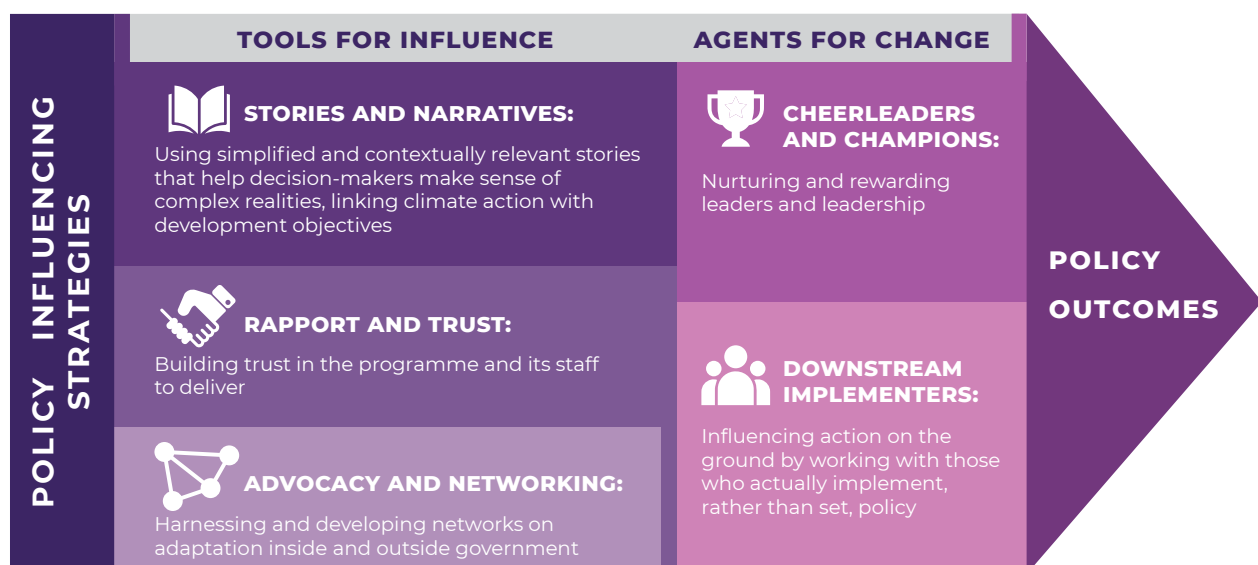 POLICY INFLUENCING
STRATEGIES
TOOLS FOR INFLUENCE
STORIES AND NARRATIVES:
Using simplified and contextually relevant stories
that help decision-makers make sense of
complex realities, linking climate action with
development objectives
RAPPORT AND TRUST:
Building trust in the programme and its staff
to deliver
ADVOCACY AND NETWORKING:
Harnessing and developing networks on
adaptation inside and outside government
AGENTS FOR CHANGE
CHEERLEADERS
AND CHAMPIONS:
Nurturing and rewarding
leaders and leadership
DOWNSTREAM
IMPLEMENTERS:
Influencing action on the
ground by working with those
who actually implement,
rather than set, policy
POLICY
OUTCOMES